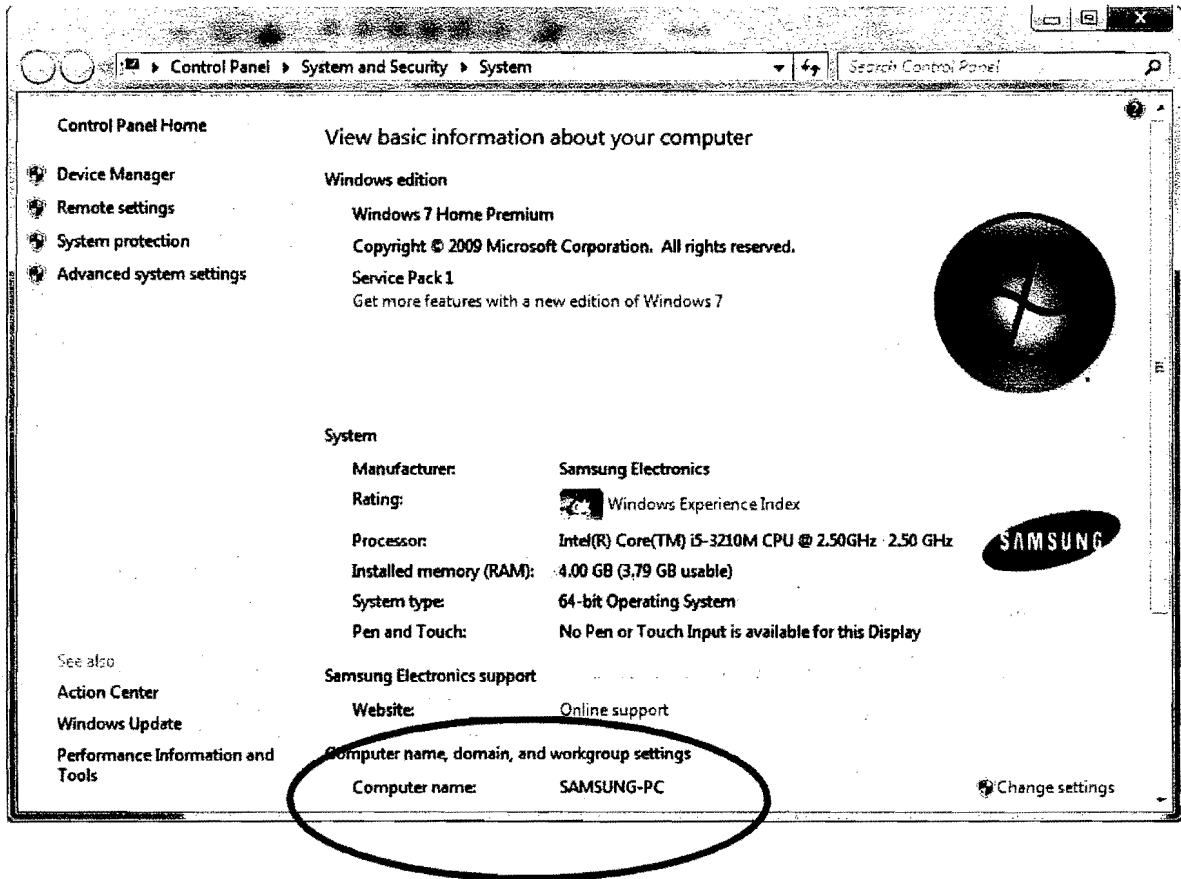 Control Panel ▸ System and Security ▸ System
Search Control Panel
Control Panel Home
Device Manager
Remote settings
System protection
Advanced system settings
See also
Action Center
Windows Update
Performance Information and
Tools
View basic information about your computer
Windows edition
Windows 7 Home Premium
Copyright © 2009 Microsoft Corporation. All rights reserved.
Service Pack 1
Get more features with a new edition of Windows 7
System
Manufacturer: Samsung Electronics
Rating: Windows Experience Index
Processor: Intel(R) Core(TM) i5-3210M CPU @ 2.50GHz 2.50 GHz
Installed memory (RAM): 4.00 GB (3.79 GB usable)
System type: 64-bit Operating System
Pen and Touch: No Pen or Touch Input is available for this Display
SAMSUNG
Samsung Electronics support
Website: Online support
Computer name, domain, and workgroup settings
Computer name: SAMSUNG-PC
Change settings